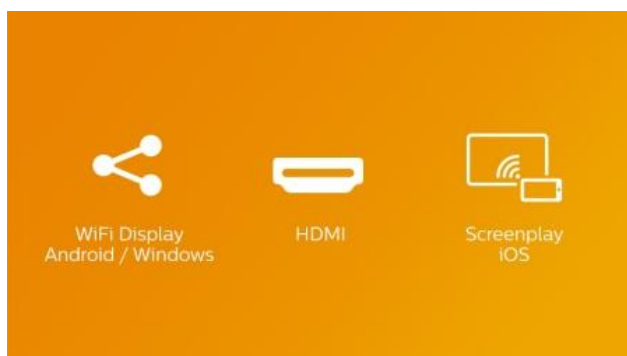 WiFi Display
Android / Windows
HDMI
Screenplay
iOS